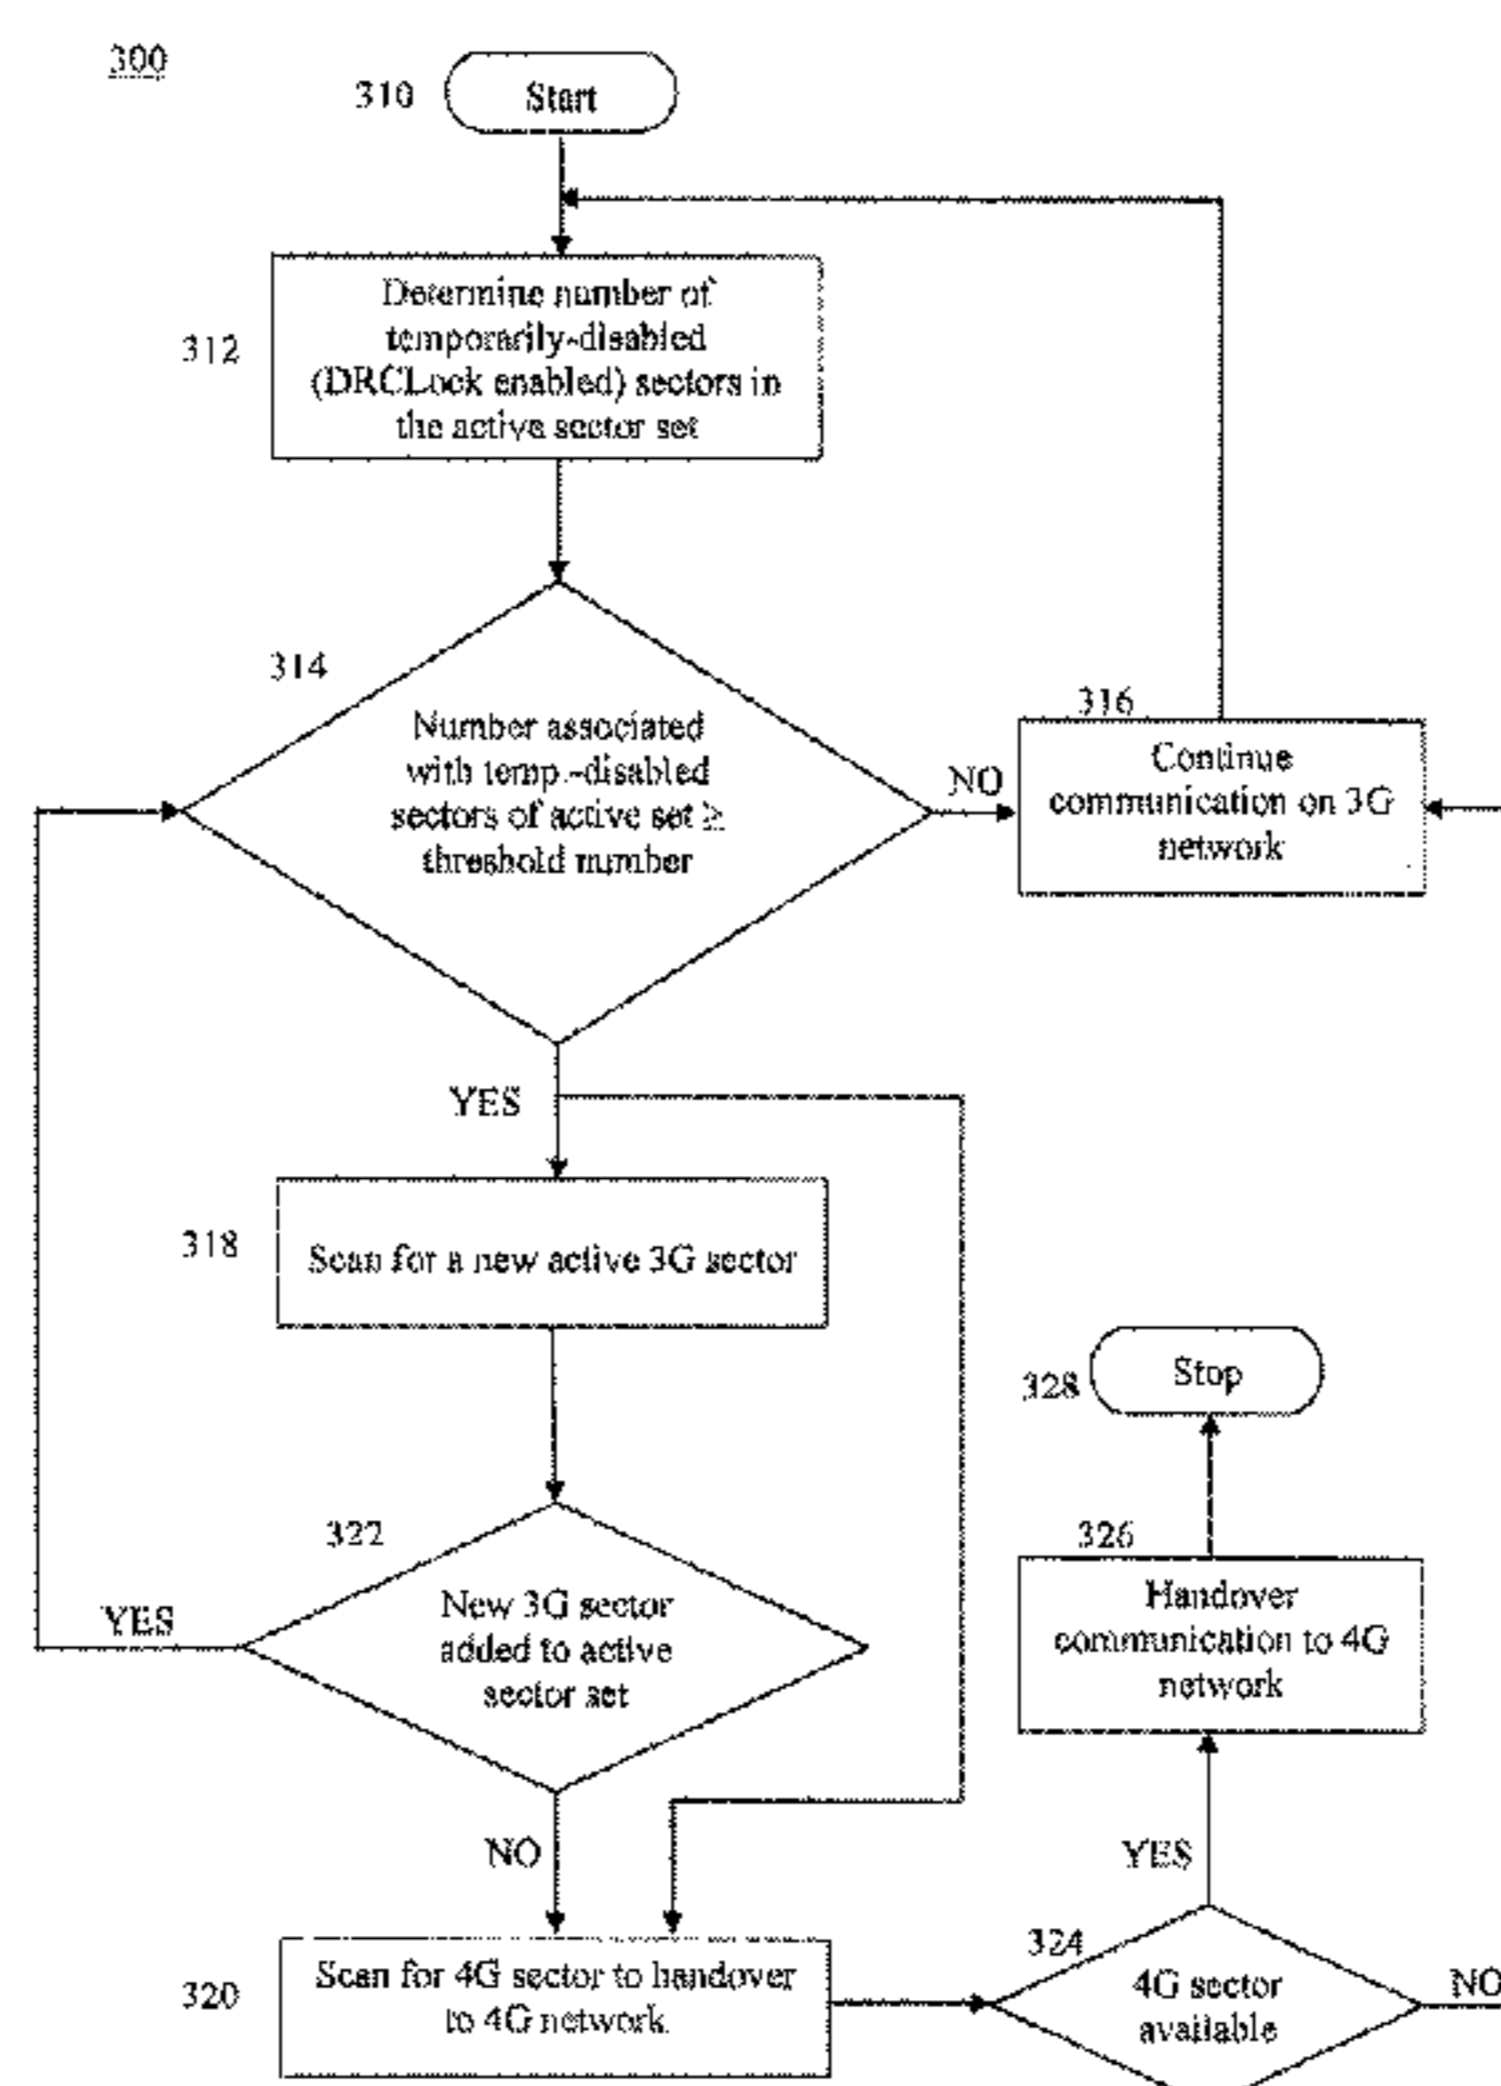 300
310
Start
312
Determine number of
temporarily-disabled
(DRCLock enabled) sectors in
the active sector set
314
Number associated
with temp.-disabled
sectors of active set ≥
threshold number
NO
316
Continue
communication on 3G
network
YES
318
Scan for a new active 3G sector
322
New 3G sector
added to active
sector set
YES
NO
320
Scan for 4G sector to handover
to 4G network
324
4G sector
available
NO
YES
326
Handover
communication to 4G
network
328
Stop